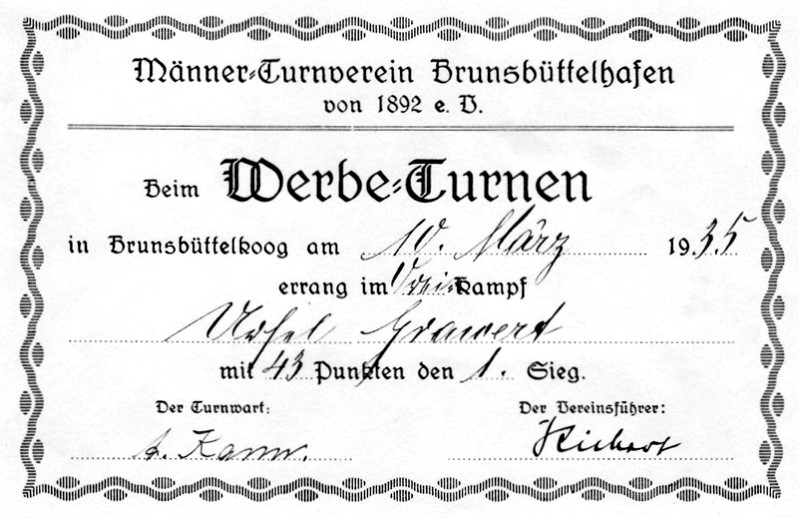 Männer-Turnverein Brunsbüttelhafen
von 1892 e. V.
Beim Werbe-Turnen
in Brunsbüttelkoog am 10. März 1935
errang im Dreikampf
Ursel Grawert
mit 43 Punkten den 1. Sieg.
Der Turnwart: Der Vereinsführer: